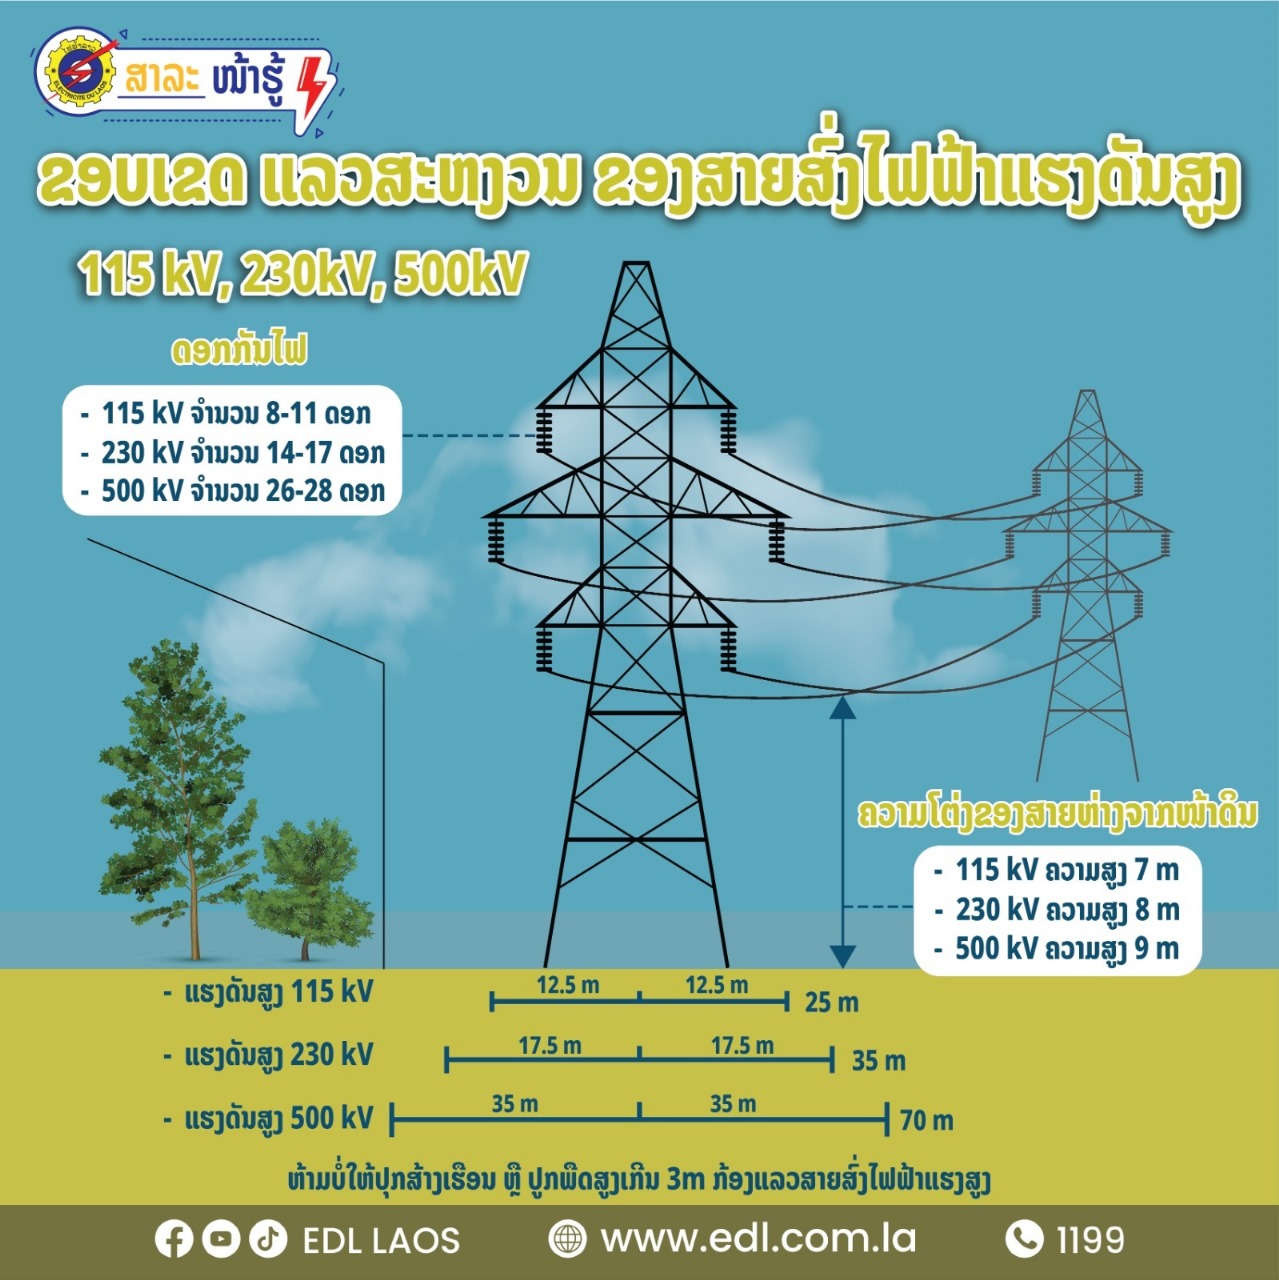 ໄຟຟ້າລາວ
ELECTRICITE DU LAOS
ສາລະ ໜ້າຮູ້
ຂອບເຂດ ແລວສະຫງວນ ຂອງສາຍສົ່ງໄຟຟ້າແຮງດັນສູງ
115 kV, 230kV, 500kV
ດອກກັນໄຟ
- 115 kV ຈຳນວນ 8-11 ດອກ
- 230 kV ຈຳນວນ 14-17 ດອກ
- 500 kV ຈຳນວນ 26-28 ດອກ
ຄວາມໂຕ່ງຂອງສາຍຫ່າງຈາກໜ້າດິນ
- 115 kV ຄວາມສູງ 7 m
- 230 kV ຄວາມສູງ 8 m
- 500 kV ຄວາມສູງ 9 m
- ແຮງດັນສູງ 115 kV 12.5 m 12.5 m 25 m
- ແຮງດັນສູງ 230 kV 17.5 m 17.5 m 35 m
- ແຮງດັນສູງ 500 kV 35 m 35 m 70 m
ຫ້າມບໍ່ໃຫ້ປຸກສ້າງເຮືອນ ຫຼື ປູກພືດສູງເກີນ 3m ກ້ອງແລວສາຍສົ່ງໄຟຟ້າແຮງສູງ
EDL LAOS www.edl.com.la 1199